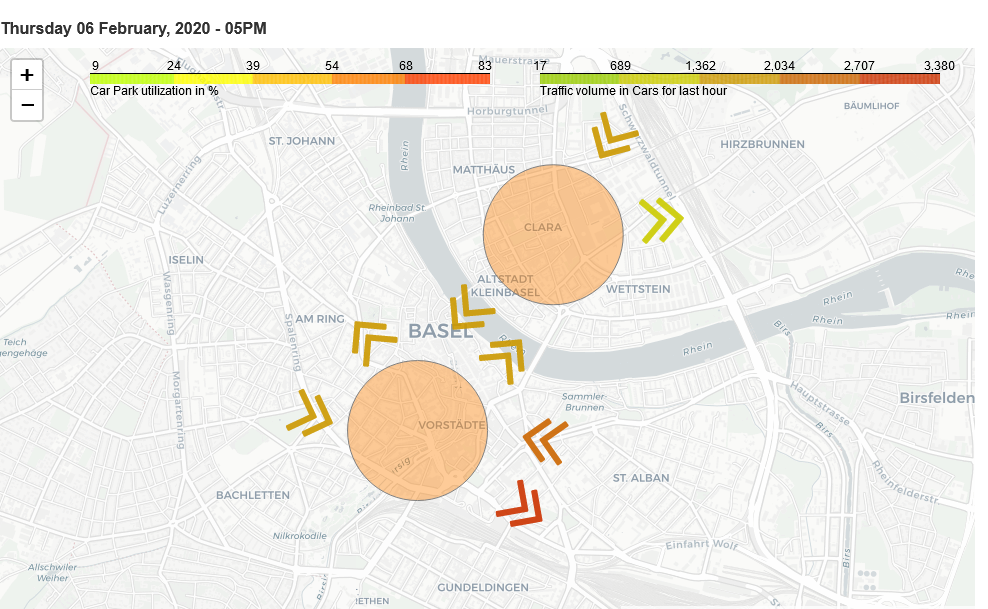 Thursday 06 February, 2020 - 05PM
+
−
9 24 39 54 68 83
Car Park utilization in %
17 689 1,362 2,034 2,707 3,380
Traffic volume in Cars for last hour
Mauerstrasse
Horburgtunnel
BÄUMLIHOF
Schwarzwaldtunnel
ST. JOHANN
HIRZBRUNNEN
Rhein
MATTHÄUS
Luzernerring
Rheinbad St.
Johann
CLARA
ISELIN
ALTSTADT
KLEINBASEL
WETTSTEIN
Wasgenring
Rhein
Rhein
Rhein
AM RING
BASEL
Spalenring
Birs
Teich
Rhein
Morgartenring
Hauptstrasse
Sammler-
Brunnen
Birsfelden
VORSTÄDTE
Birs
ST. ALBAN
BACHLETTEN
Rheinfelderstr.
Nilkrokodile
Einfahrt Wolf
Allschwiler
Weiher
Birs
GUNDELDINGEN